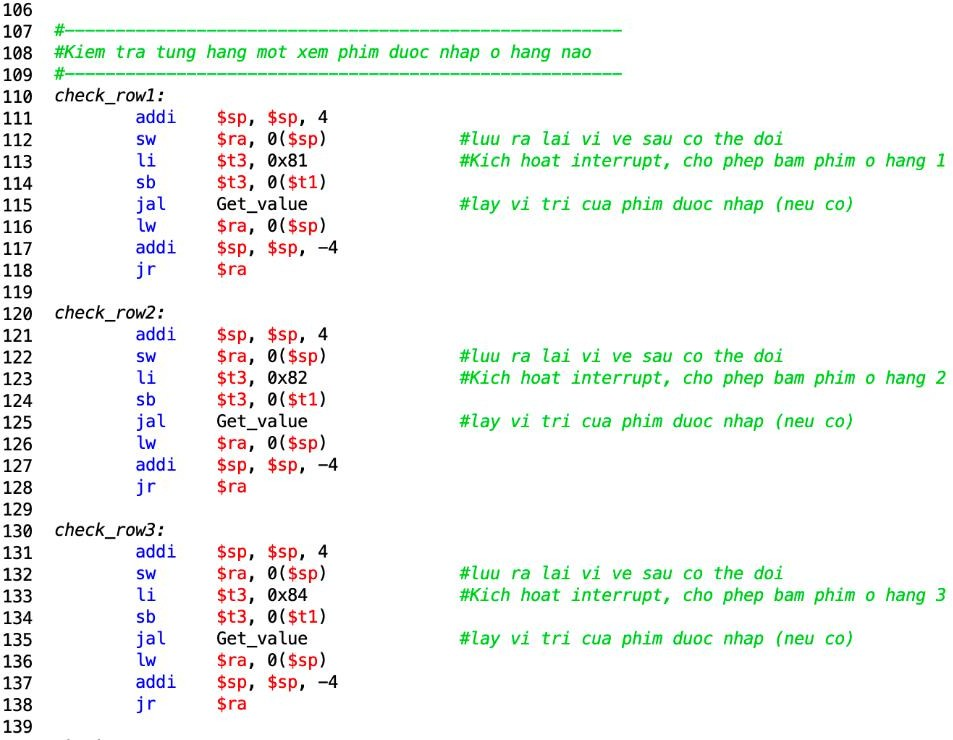 106
107 #-------------------------------------------------------
108 #Kiem tra tung hang mot xem phim duoc nhap o hang nao
109 #-------------------------------------------------------
110 check_row1:
111 addi $sp, $sp, 4
112 sw $ra, 0($sp) #luu ra lai vi ve sau co the doi
113 li $t3, 0x81 #Kich hoat interrupt, cho phep bam phim o hang 1
114 sb $t3, 0($t1)
115 jal Get_value #lay vi tri cua phim duoc nhap (neu co)
116 lw $ra, 0($sp)
117 addi $sp, $sp, -4
118 jr $ra
119
120 check_row2:
121 addi $sp, $sp, 4
122 sw $ra, 0($sp) #luu ra lai vi ve sau co the doi
123 li $t3, 0x82 #Kich hoat interrupt, cho phep bam phim o hang 2
124 sb $t3, 0($t1)
125 jal Get_value #lay vi tri cua phim duoc nhap (neu co)
126 lw $ra, 0($sp)
127 addi $sp, $sp, -4
128 jr $ra
129
130 check_row3:
131 addi $sp, $sp, 4
132 sw $ra, 0($sp) #luu ra lai vi ve sau co the doi
133 li $t3, 0x84 #Kich hoat interrupt, cho phep bam phim o hang 3
134 sb $t3, 0($t1)
135 jal Get_value #lay vi tri cua phim duoc nhap (neu co)
136 lw $ra, 0($sp)
137 addi $sp, $sp, -4
138 jr $ra
139